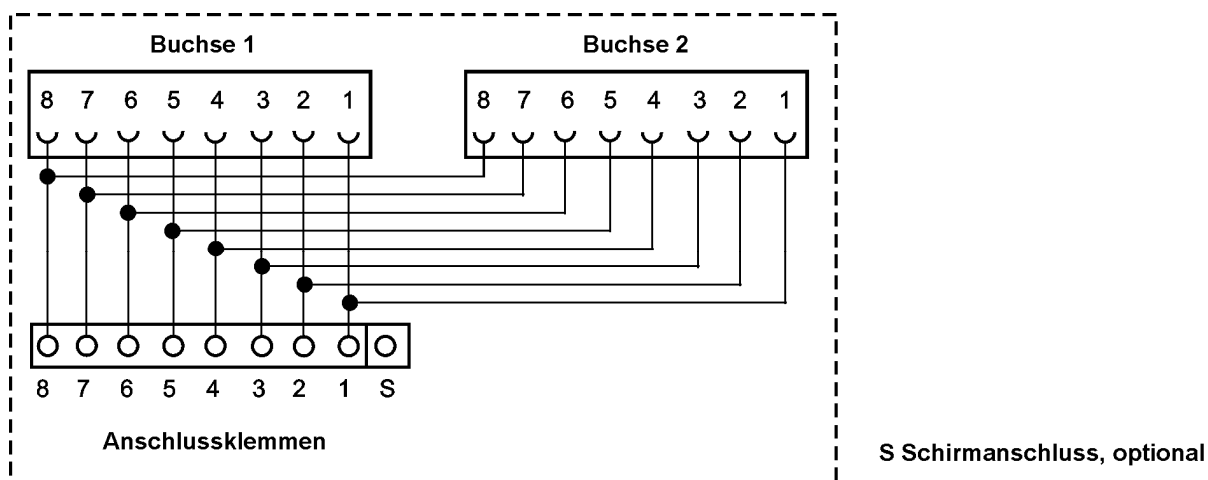 Buchse 1
Buchse 2
8 7 6 5 4 3 2 1
8 7 6 5 4 3 2 1
8 7 6 5 4 3 2 1 S
Anschlussklemmen
S Schirmanschluss, optional